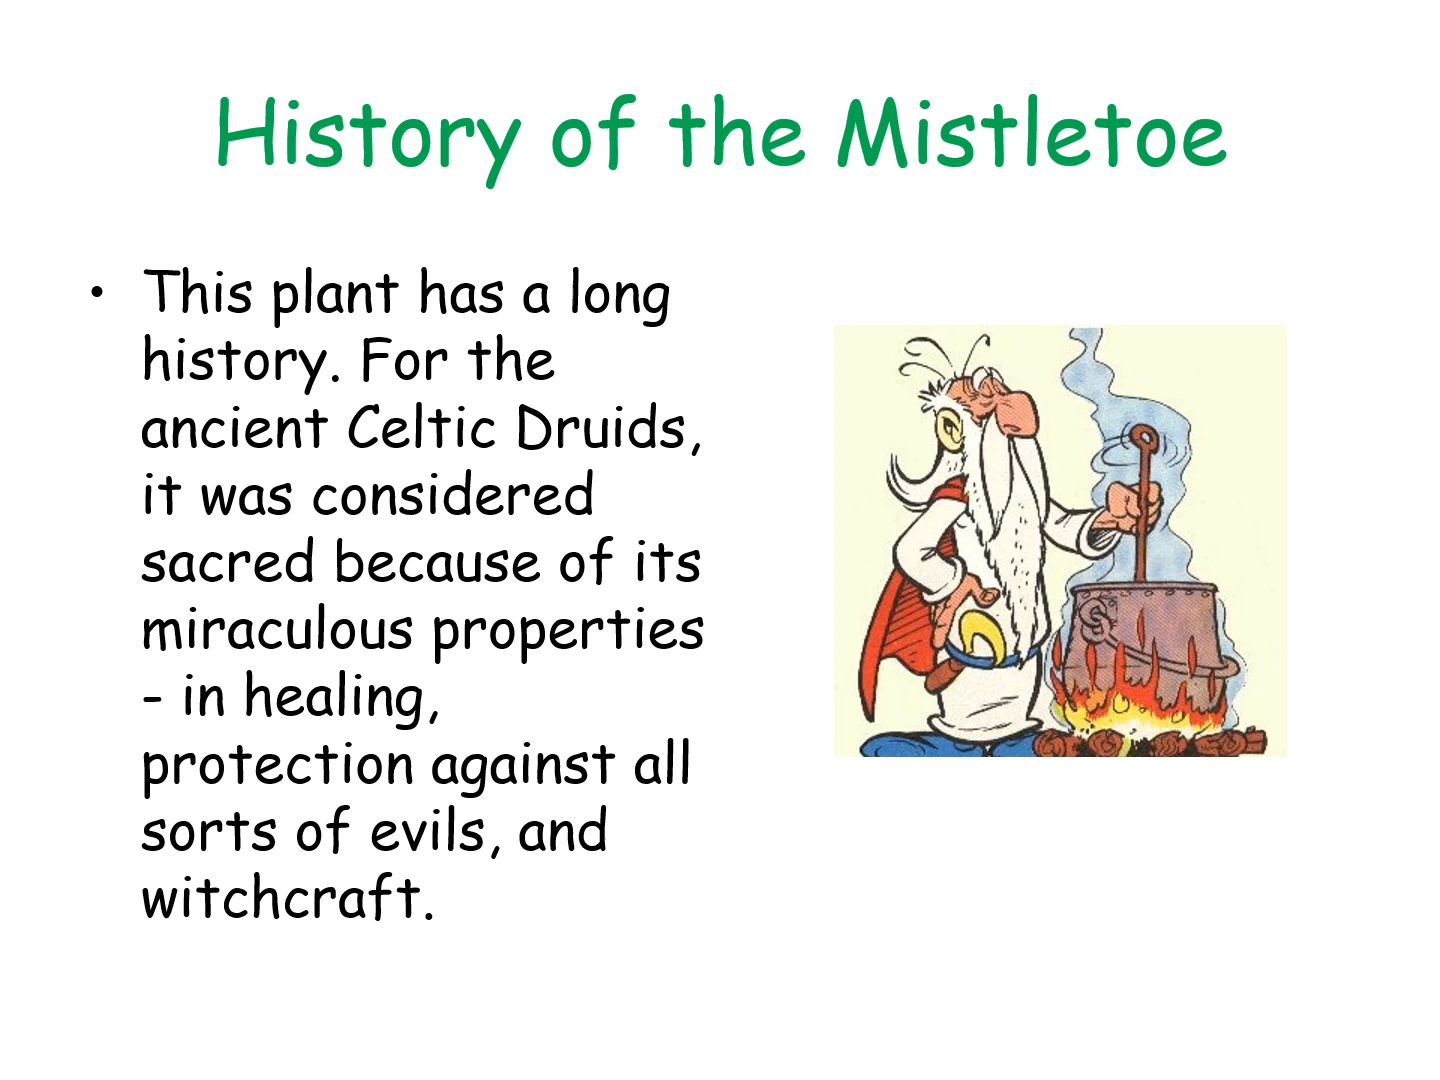 History of the Mistletoe
• This plant has a long
history. For the
ancient Celtic Druids,
it was considered
sacred because of its
miraculous properties
- in healing,
protection against all
sorts of evils, and
witchcraft.